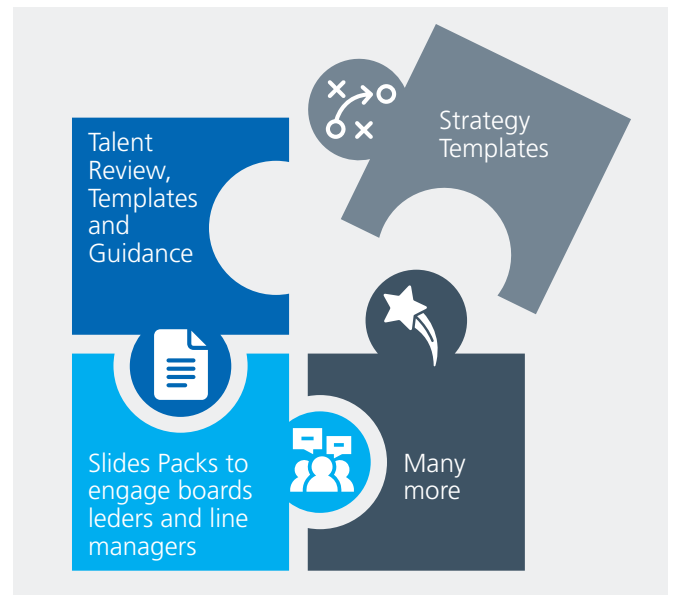 Talent
Review,
Templates
and
Guidance
Strategy
Templates
Slides Packs to
engage boards
leders and line
managers
Many
more